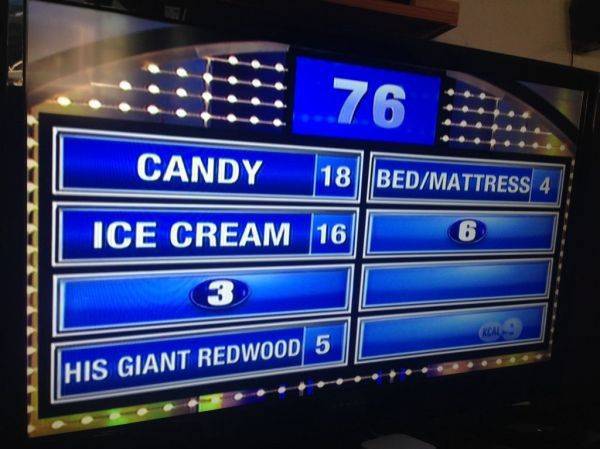 76
CANDY 18
BED/MATTRESS 4
ICE CREAM 16
6
3
HIS GIANT REDWOOD 5
KCAL 9